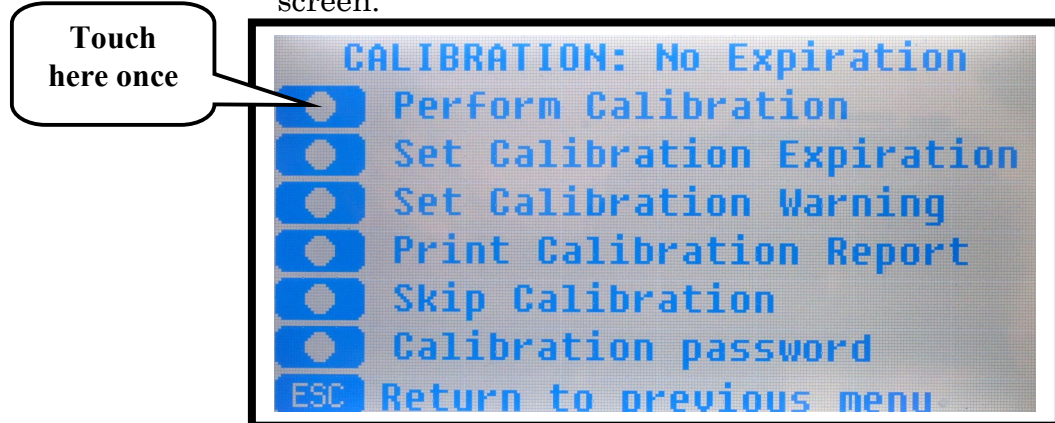 screen.
Touch
here once
CALIBRATION: No Expiration
Perform Calibration
Set Calibration Expiration
Set Calibration Warning
Print Calibration Report
Skip Calibration
Calibration password
ESC Return to previous menu